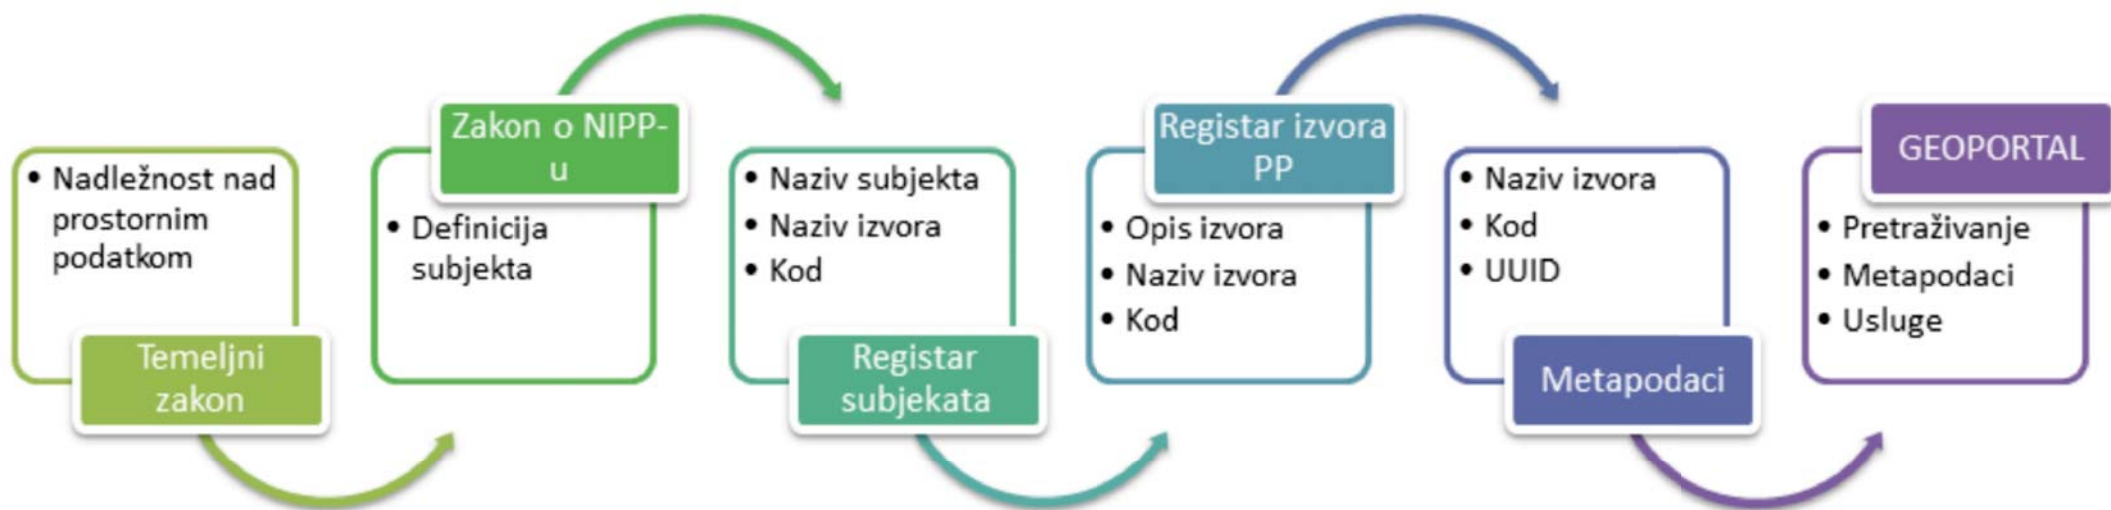 • Nadležnost nad
prostornim
podatkom
Temeljni
zakon
Zakon o NIPP-
u
• Definicija
subjekta
• Naziv subjekta
• Naziv izvora
• Kod
Registar
subjekata
Registar izvora
PP
• Opis izvora
• Naziv izvora
• Kod
• Naziv izvora
• Kod
• UUID
Metapodaci
GEOPORTAL
• Pretraživanje
• Metapodaci
• Usluge